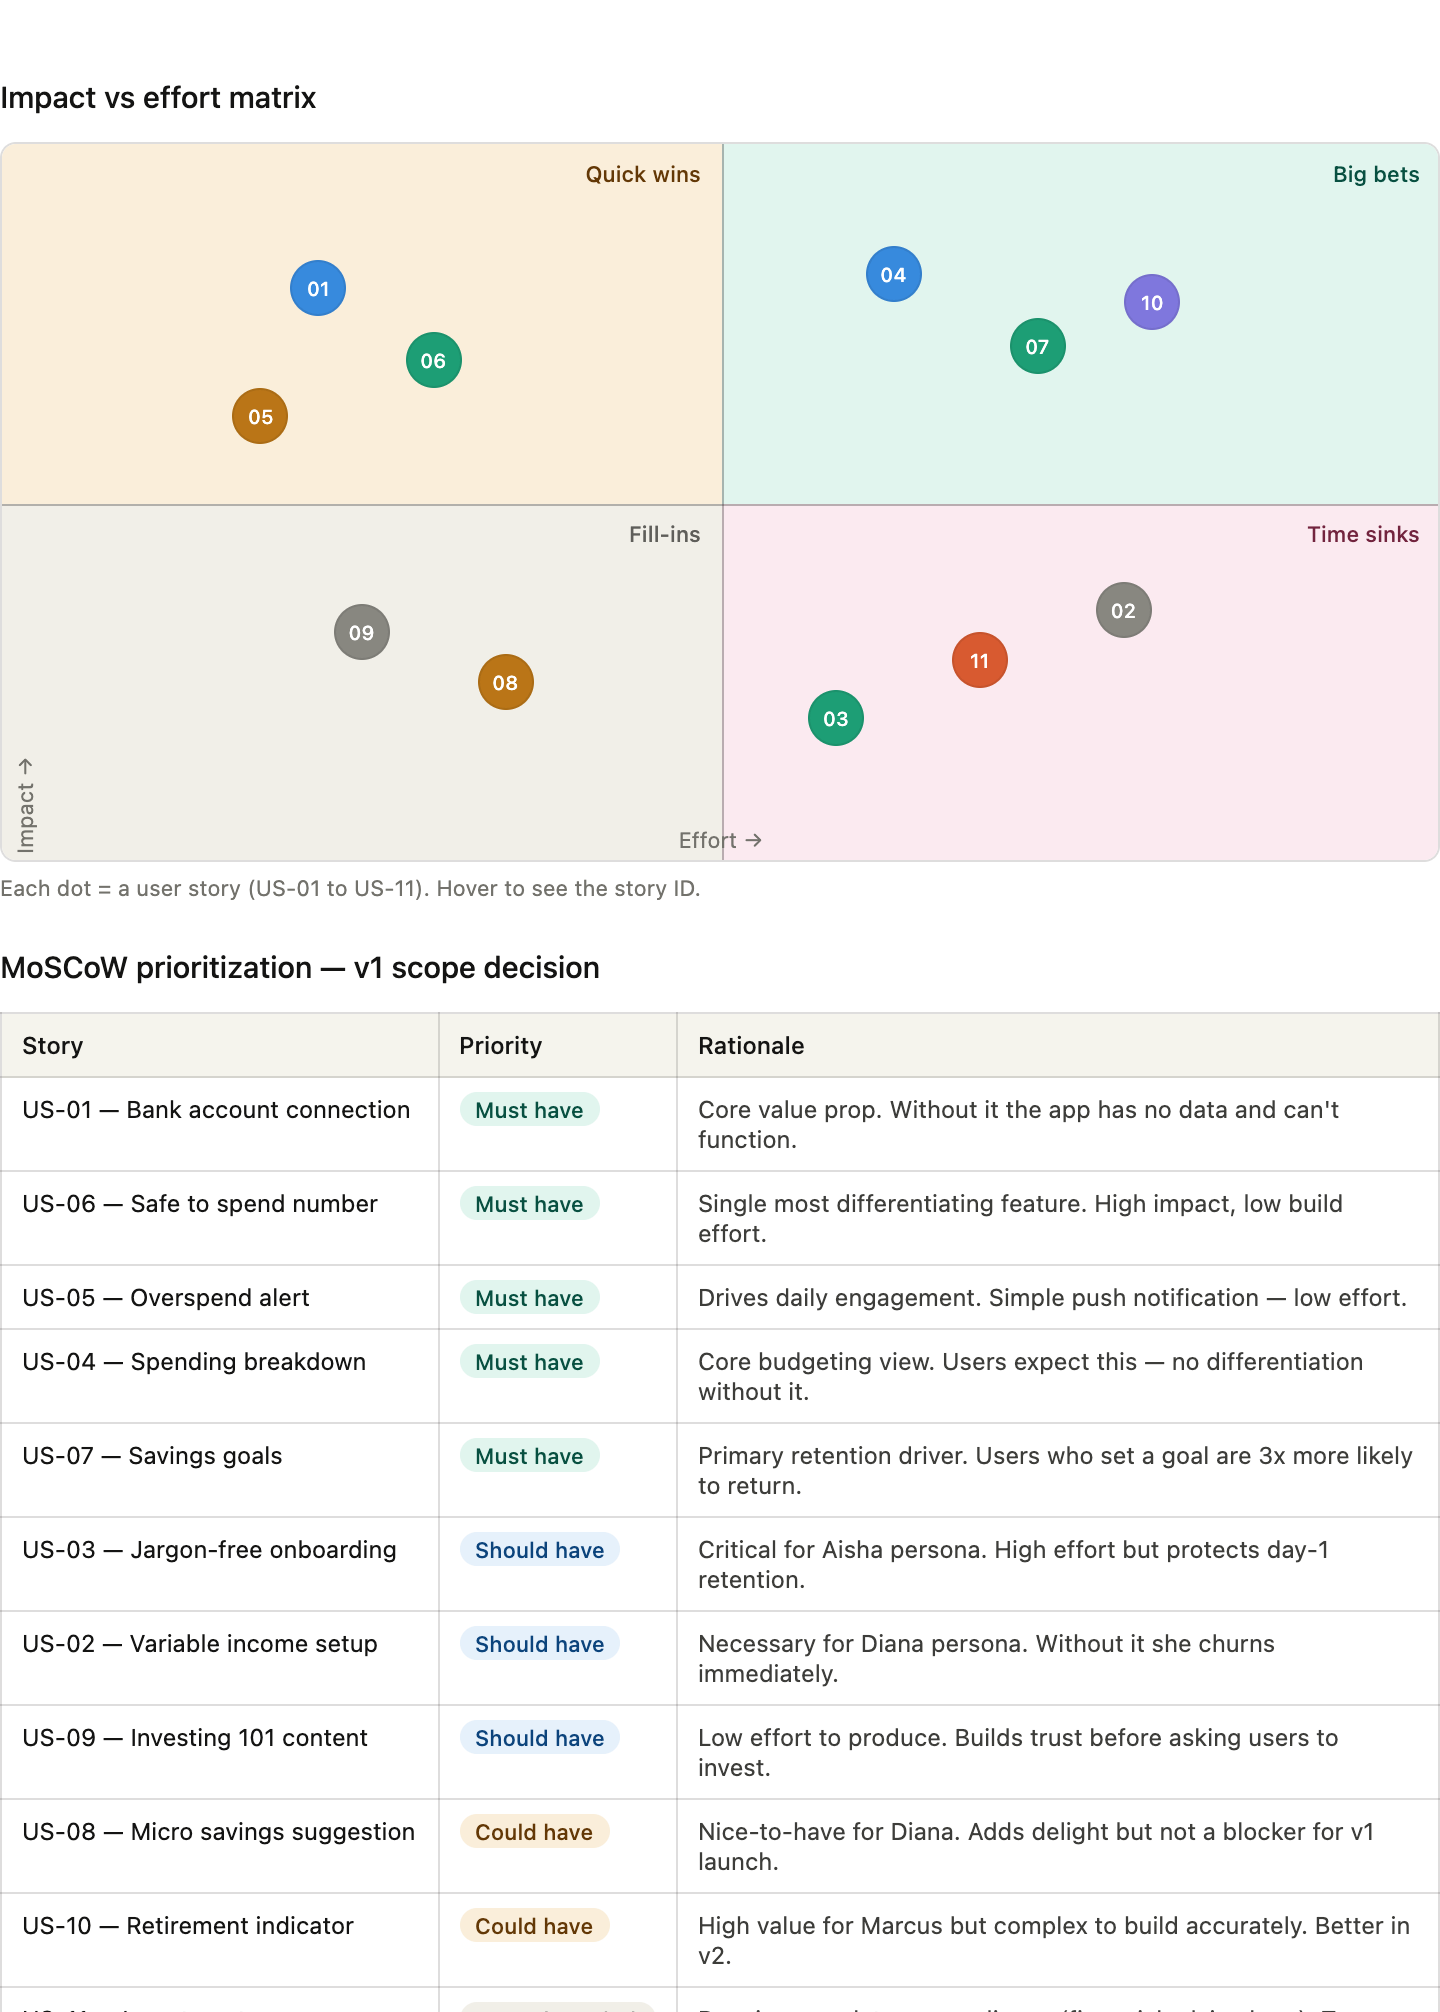 Impact vs effort matrix
Quick wins
Big bets
01
04
10
06
07
05
Fill-ins
Time sinks
09
02
11
08
03
Impact →
Effort →
Each dot = a user story (US-01 to US-11). Hover to see the story ID.
MoSCoW prioritization — v1 scope decision
Story
Priority
Rationale
US-01 — Bank account connection
Must have
Core value prop. Without it the app has no data and can't
function.
US-06 — Safe to spend number
Must have
Single most differentiating feature. High impact, low build
effort.
US-05 — Overspend alert
Must have
Drives daily engagement. Simple push notification — low effort.
US-04 — Spending breakdown
Must have
Core budgeting view. Users expect this — no differentiation
without it.
US-07 — Savings goals
Must have
Primary retention driver. Users who set a goal are 3x more likely
to return.
US-03 — Jargon-free onboarding
Should have
Critical for Aisha persona. High effort but protects day-1
retention.
US-02 — Variable income setup
Should have
Necessary for Diana persona. Without it she churns
immediately.
US-09 — Investing 101 content
Should have
Low effort to produce. Builds trust before asking users to
invest.
US-08 — Micro savings suggestion
Could have
Nice-to-have for Diana. Adds delight but not a blocker for v1
launch.
US-10 — Retirement indicator
Could have
High value for Marcus but complex to build accurately. Better in
v2.